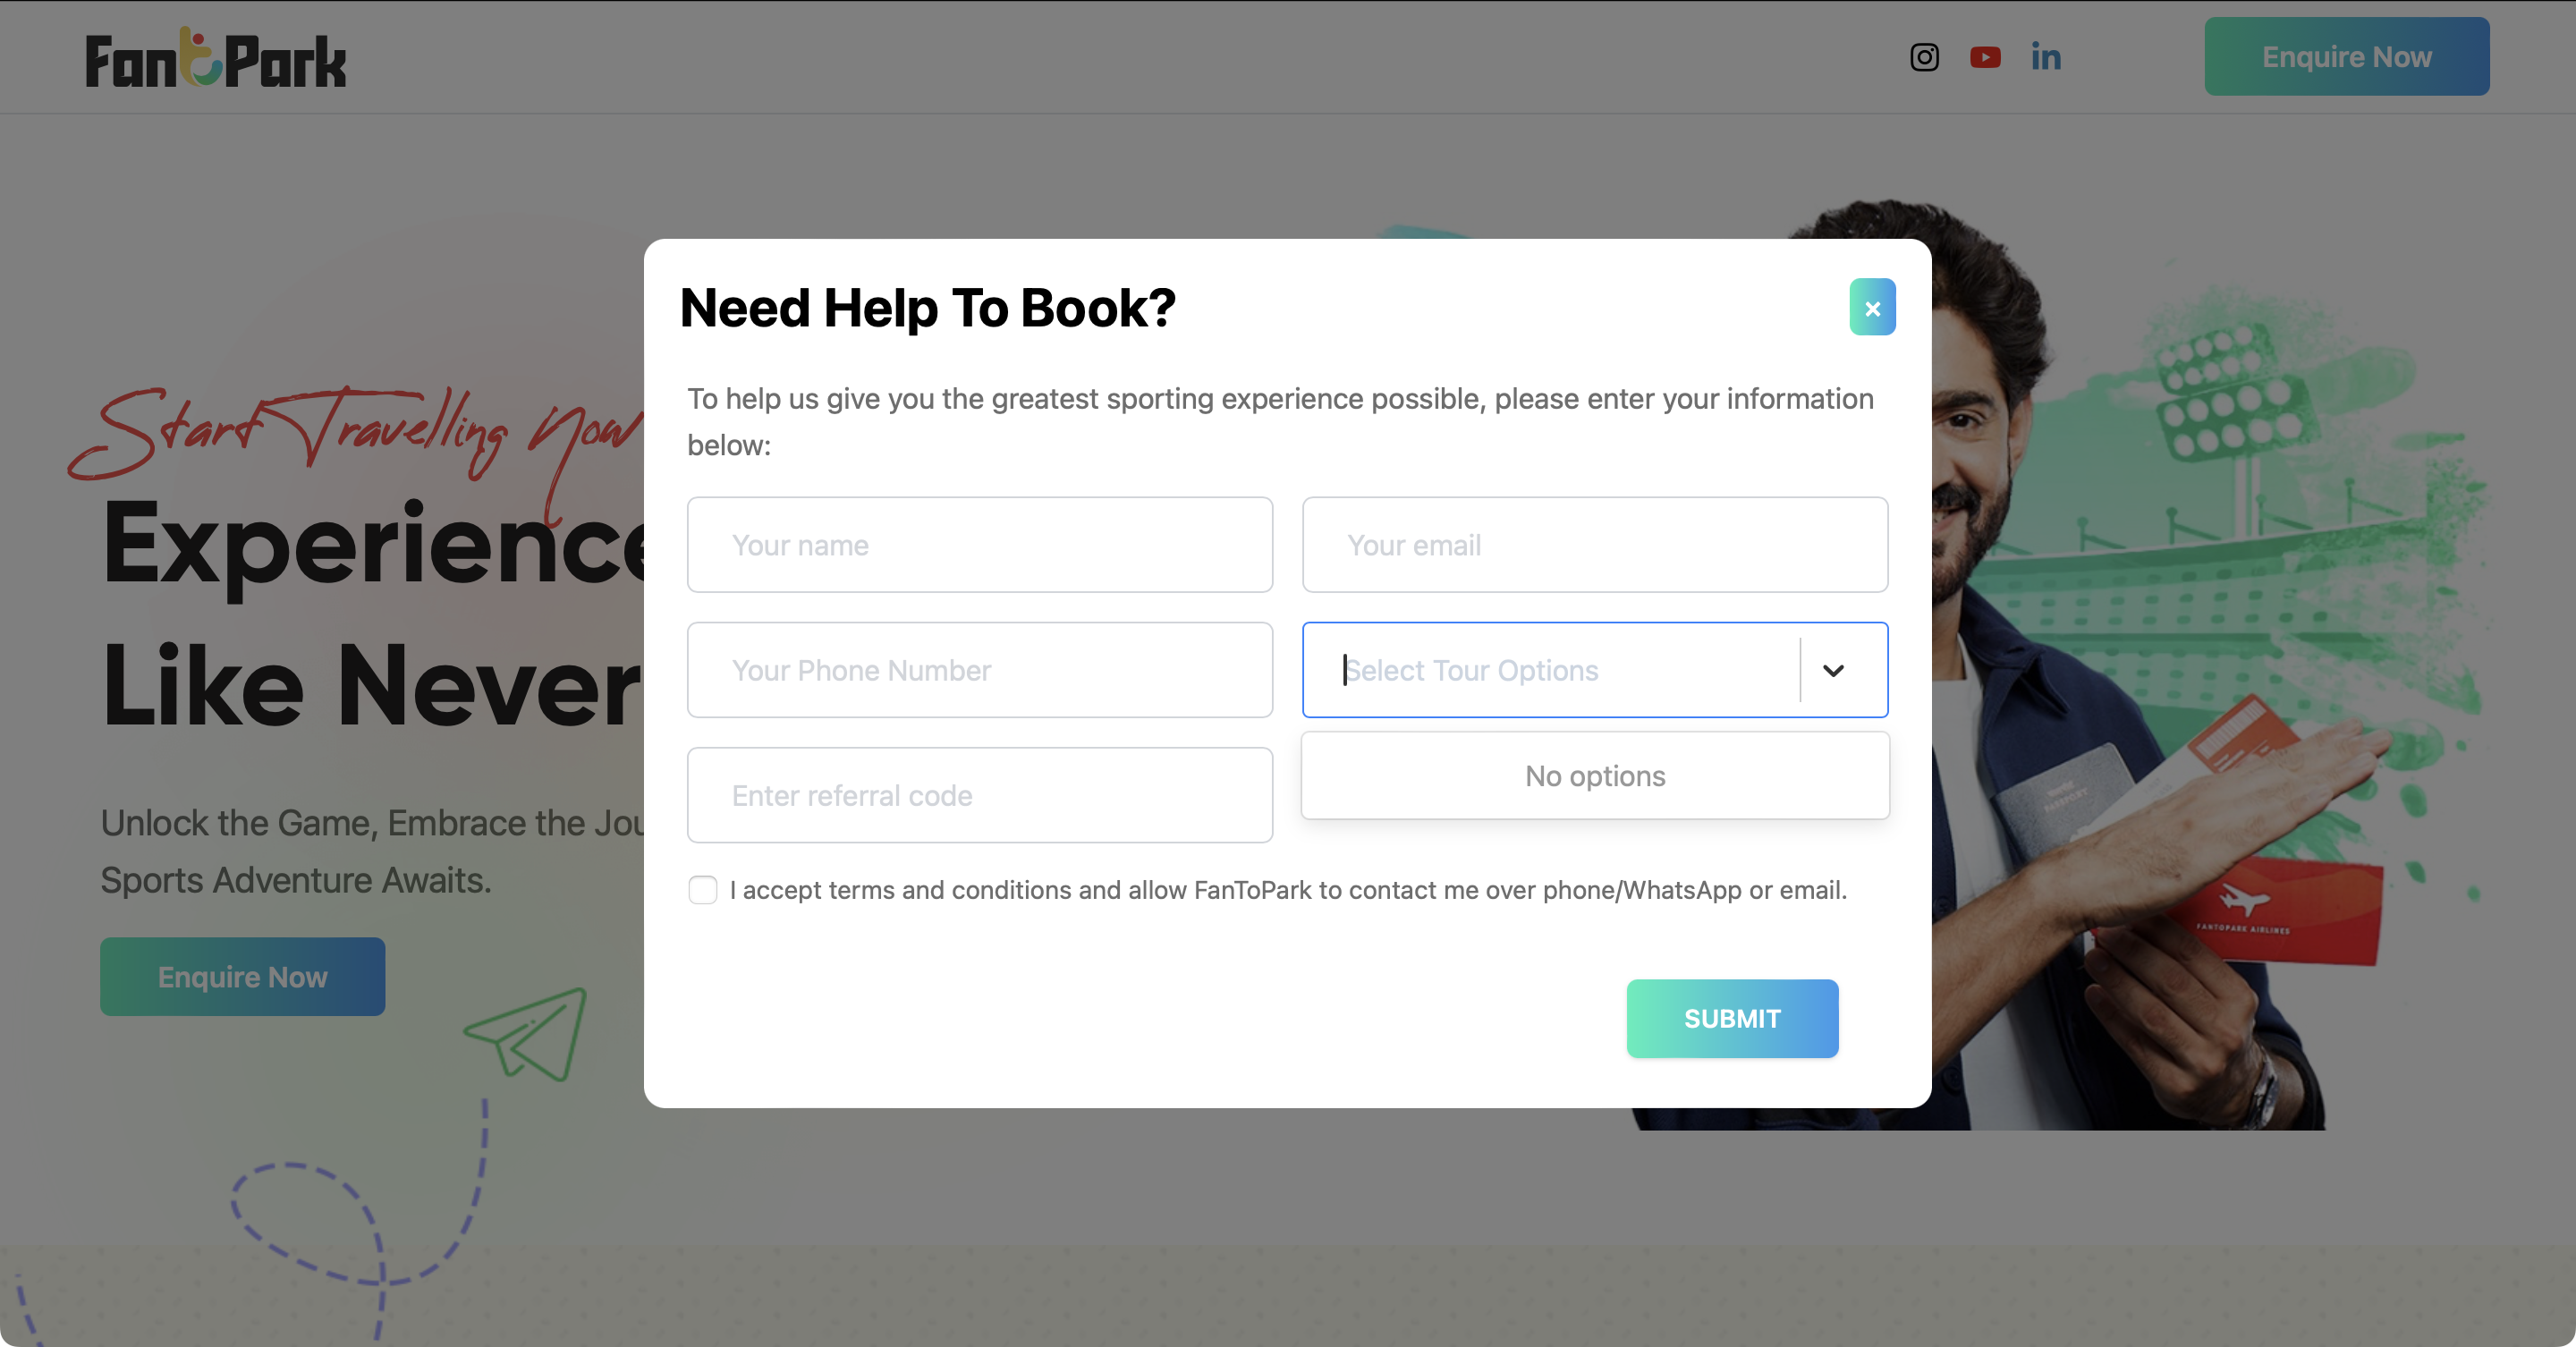 FantoPark
Enquire Now
Need Help To Book?
×
To help us give you the greatest sporting experience possible, please enter your information
below:
Your name
Your email
Your Phone Number
Select Tour Options
Enter referral code
No options
I accept terms and conditions and allow FanToPark to contact me over phone/WhatsApp or email.
SUBMIT
Start Travelling Now
Experience
Like Never
Unlock the Game, Embrace the Jou
Sports Adventure Awaits.
Enquire Now
PASSPORT
FANTOPARK AIRLINES